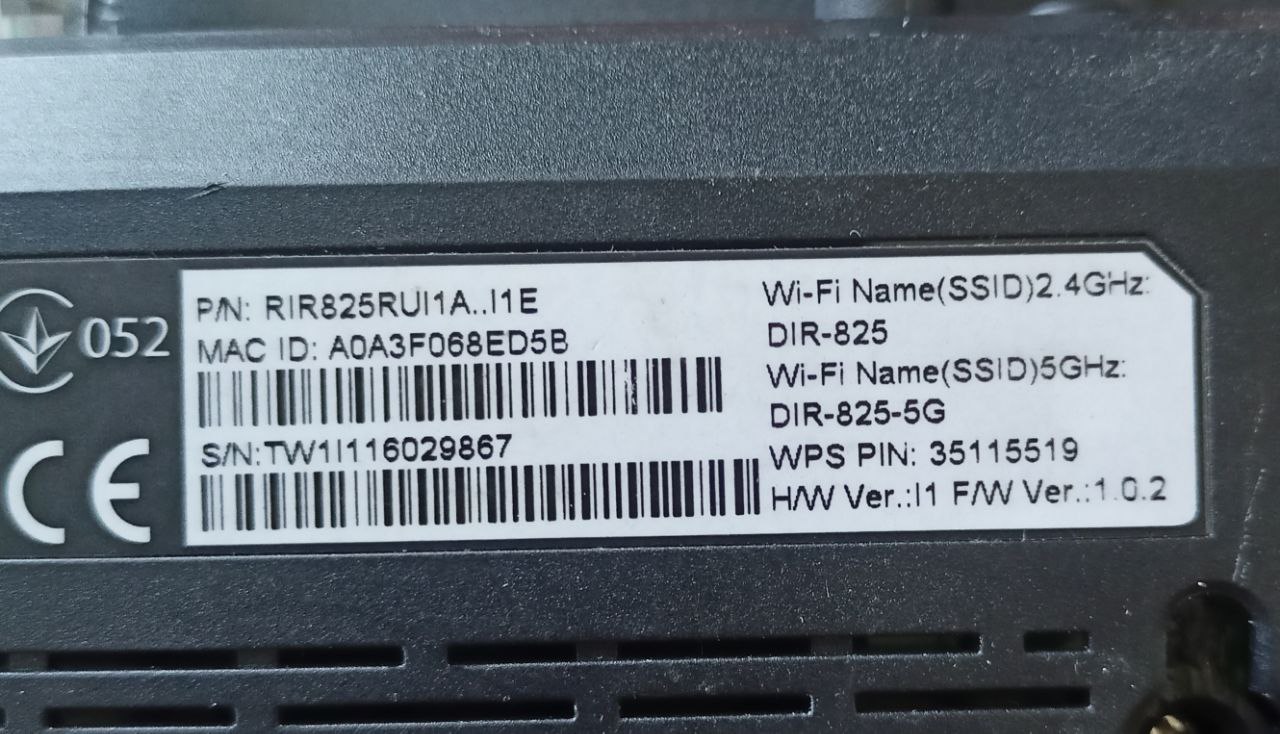 052
P/N: RIR825RUI1A..I1E
MAC ID: A0A3F068ED5B
S/N:TW1I116029867
Wi-Fi Name(SSID)2.4GHz:
DIR-825
Wi-Fi Name(SSID)5GHz:
DIR-825-5G
WPS PIN: 35115519
H/W Ver.:I1 F/W Ver.:1.0.2
CE